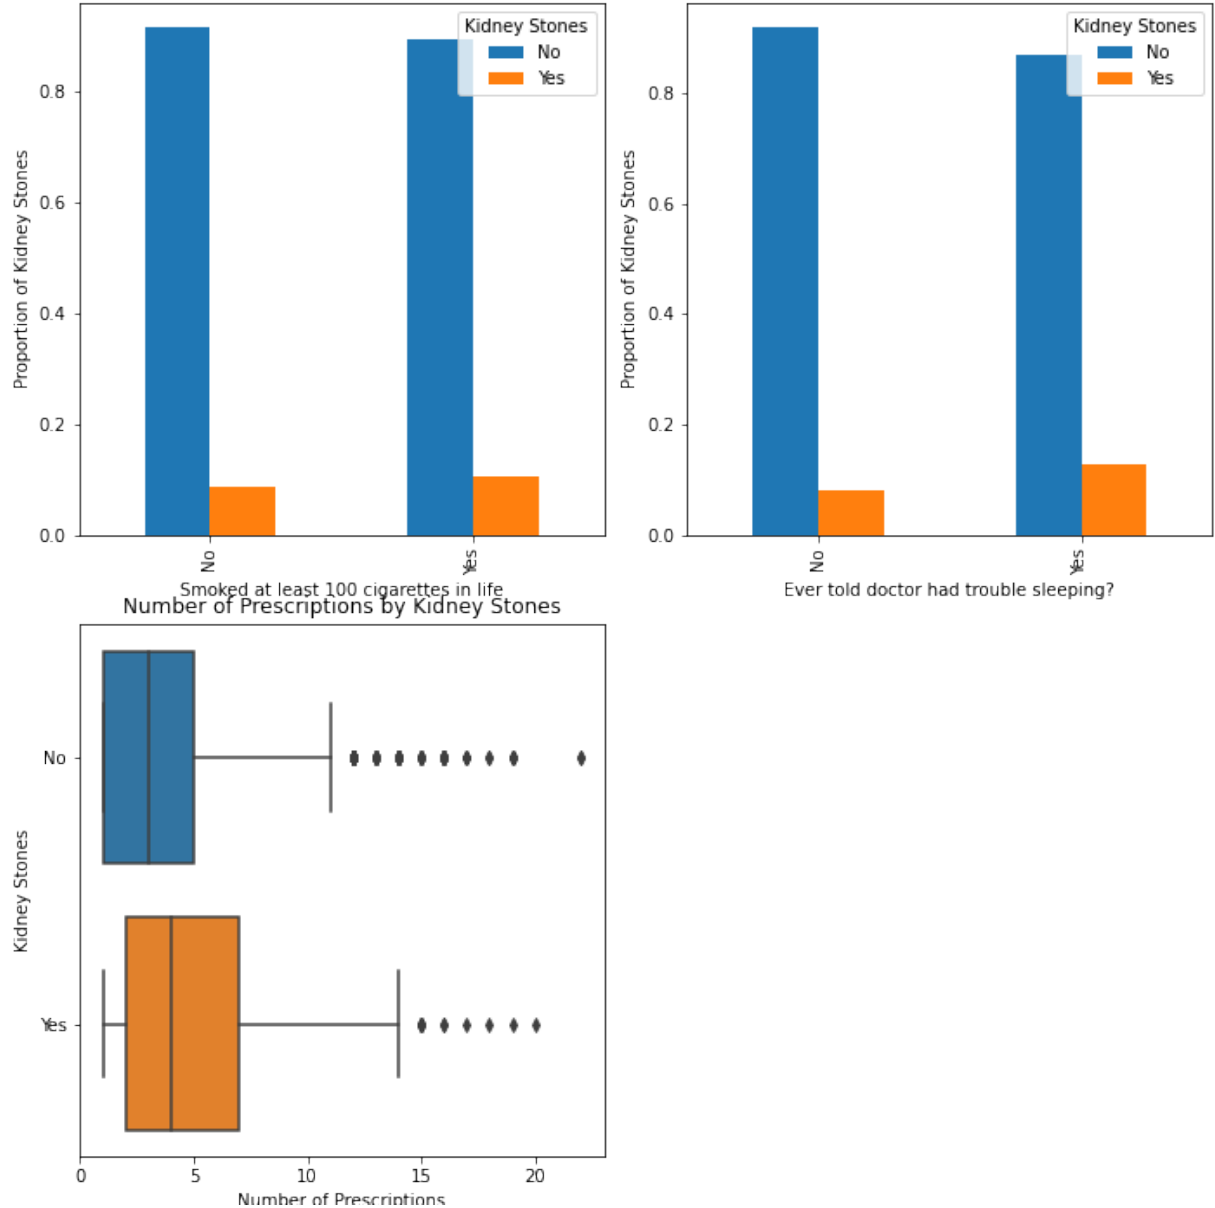 Kidney Stones
No
Yes
0.8
0.6
0.4
0.2
0.0
Proportion of Kidney Stones
No
Yes
Smoked at least 100 cigarettes in life
Kidney Stones
No
Yes
0.8
0.6
0.4
0.2
0.0
Proportion of Kidney Stones
No
Yes
Ever told doctor had trouble sleeping?
Number of Prescriptions by Kidney Stones
No
Yes
Kidney Stones
0 5 10 15 20
Number of Prescriptions